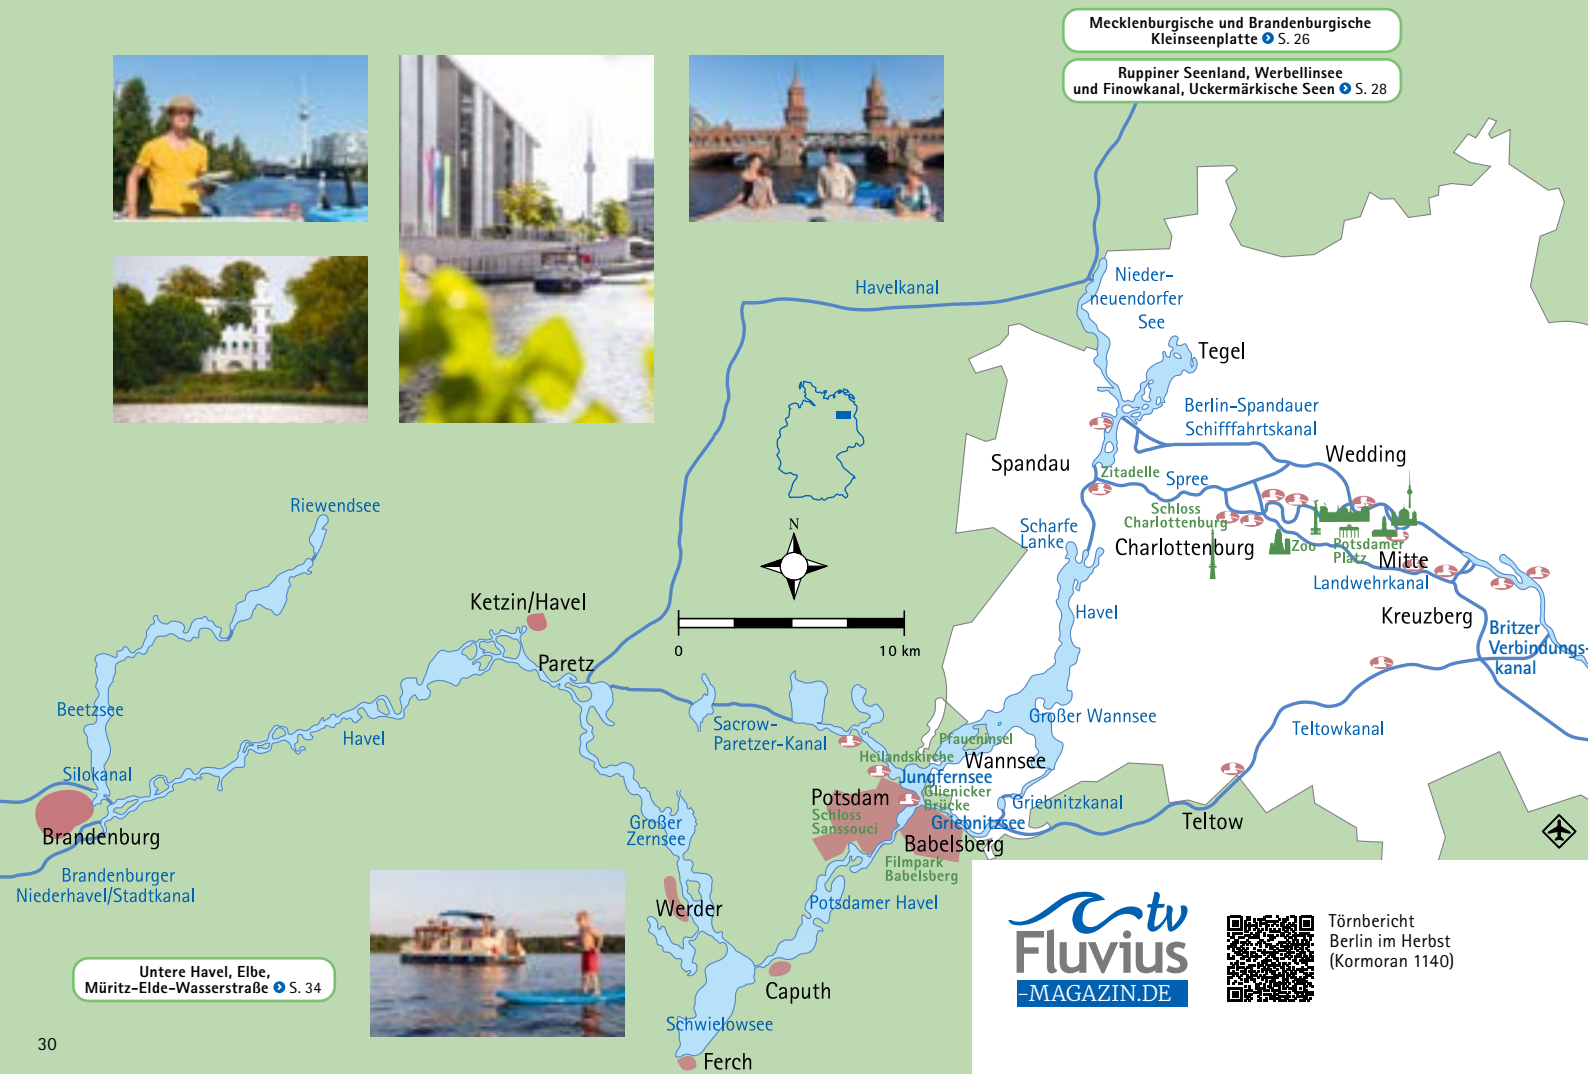 Mecklenburgische und Brandenburgische
Kleinseenplatte S. 26
Ruppiner Seenland, Werbellinsee
und Finowkanal, Uckermärkische Seen S. 28
Havelkanal
Nieder-
neuendorfer
See
Tegel
Berlin-Spandauer
Schifffahrtskanal
Wedding
Spandau
Zitadelle
Spree
Schloss
Charlottenburg
Charlottenburg
Zoo
Potsdamer
Platz
Mitte
Landwehrkanal
Kreuzberg
Britzer
Verbindungs-
kanal
Scharfe
Lanke
Havel
Riewendsee
N
0
10 km
Ketzin/Havel
Paretz
Beetzsee
Havel
Silokanal
Brandenburg
Brandenburger
Niederhavel/Stadtkanal
Sacrow-
Paretzer-Kanal
Großer Wannsee
Pfaueninsel
Wannsee
Heilandskirche
Jungfernsee
Glienicker
Brücke
Potsdam
Schloss
Sanssouci
Griebnitzsee
Griebnitzkanal
Babelsberg
Filmpark
Babelsberg
Teltowkanal
Teltow
Großer
Zernsee
Werder
Potsdamer Havel
Caputh
Schwielowsee
Ferch
Untere Havel, Elbe,
Müritz-Elde-Wasserstraße S. 34
tv
Fluvius
-MAGAZIN.DE
Törnbericht
Berlin im Herbst
(Kormoran 1140)
30